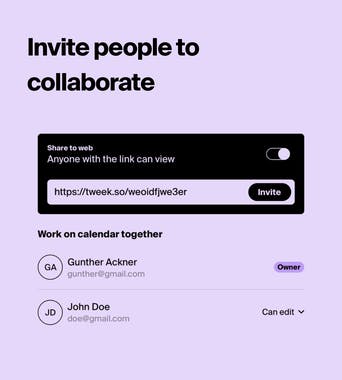 Invite people to
collaborate
Share to web
Anyone with the link can view
https://tweek.so/weoidfjwe3er
Invite
Work on calendar together
GA
Gunther Ackner
gunther@gmail.com
Owner
JD
John Doe
doe@gmail.com
Can edit